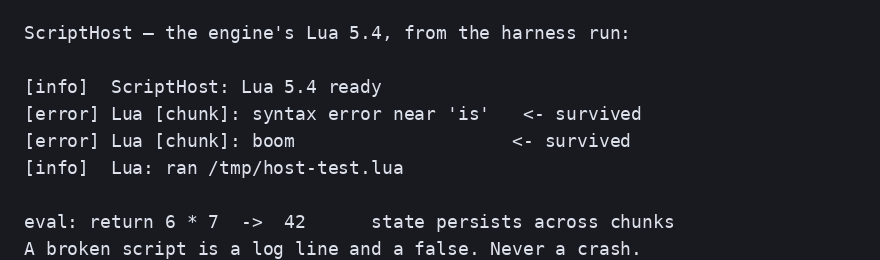 ScriptHost — the engine's Lua 5.4, from the harness run:
[info]  ScriptHost: Lua 5.4 ready
[error] Lua [chunk]: syntax error near 'is'   <- survived
[error] Lua [chunk]: boom                    <- survived
[info]  Lua: ran /tmp/host-test.lua
eval: return 6 * 7  ->  42      state persists across chunks
A broken script is a log line and a false. Never a crash.